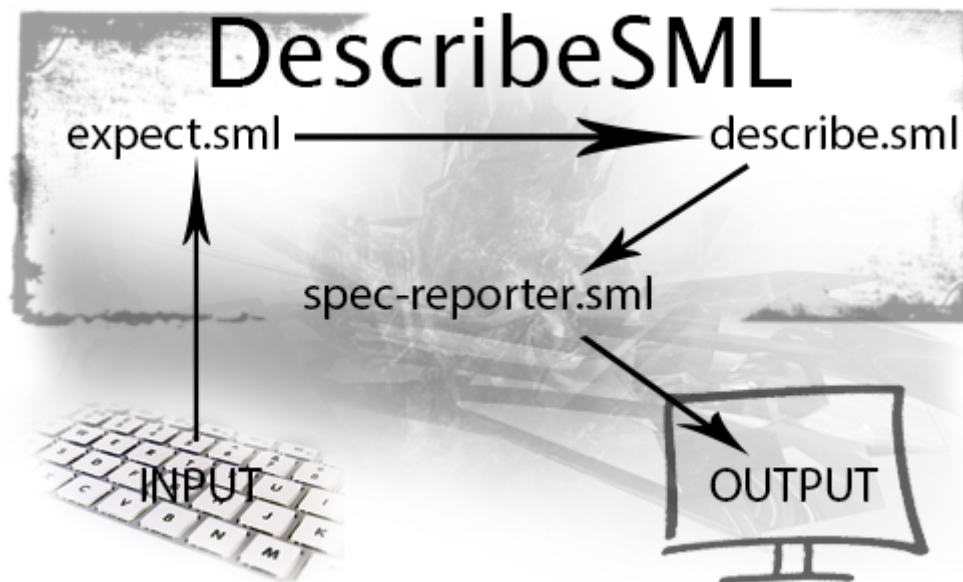 DescribeSML
expect.sml
describe.sml
spec-reporter.sml
INPUT
OUTPUT